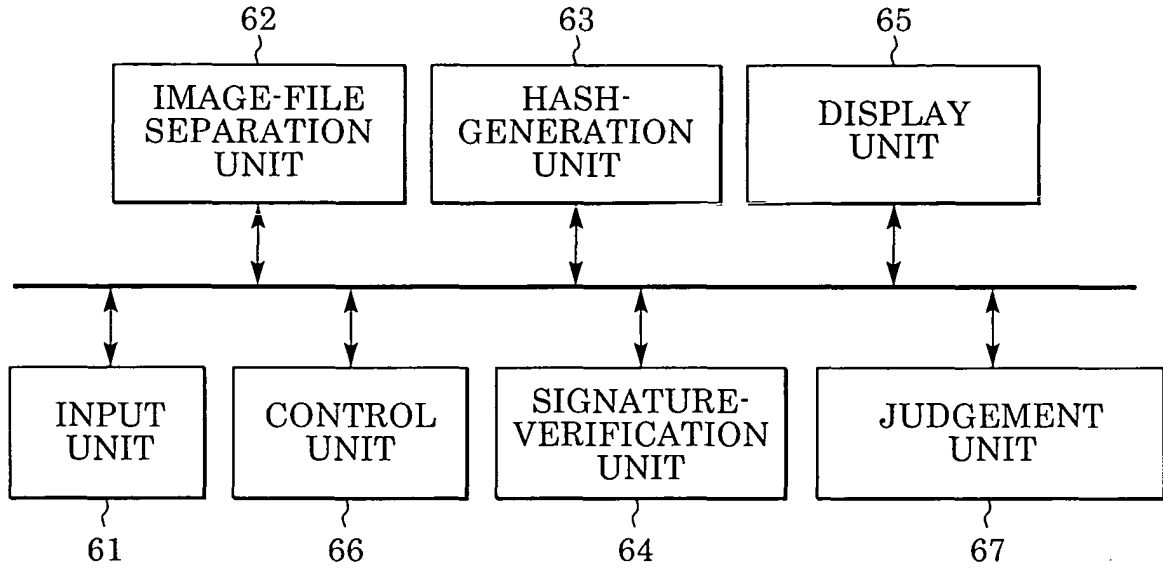 62
63
65
IMAGE-FILE
SEPARATION
UNIT
HASH-
GENERATION
UNIT
DISPLAY
UNIT
INPUT
UNIT
CONTROL
UNIT
SIGNATURE-
VERIFICATION
UNIT
JUDGEMENT
UNIT
61
66
64
67